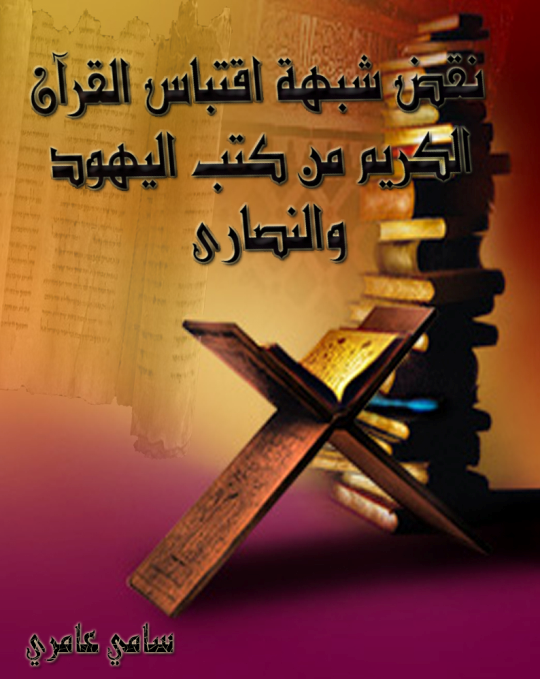 نقض شبهة اقتباس القرآن
الكريم من كتب اليهود
والنصارى
سامي عامري